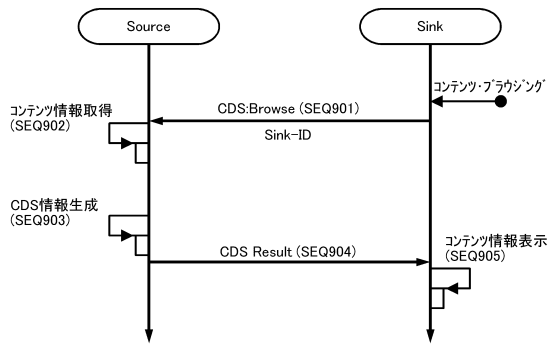 Source
Sink
ｺﾝﾃﾝﾂ・ﾌﾞﾗｳｼﾞﾝｸﾞ
CDS:Browse (SEQ901)
Sink-ID
ｺﾝﾃﾝﾂ情報取得
(SEQ902)
CDS情報生成
(SEQ903)
CDS Result (SEQ904)
ｺﾝﾃﾝﾂ情報表示
(SEQ905)